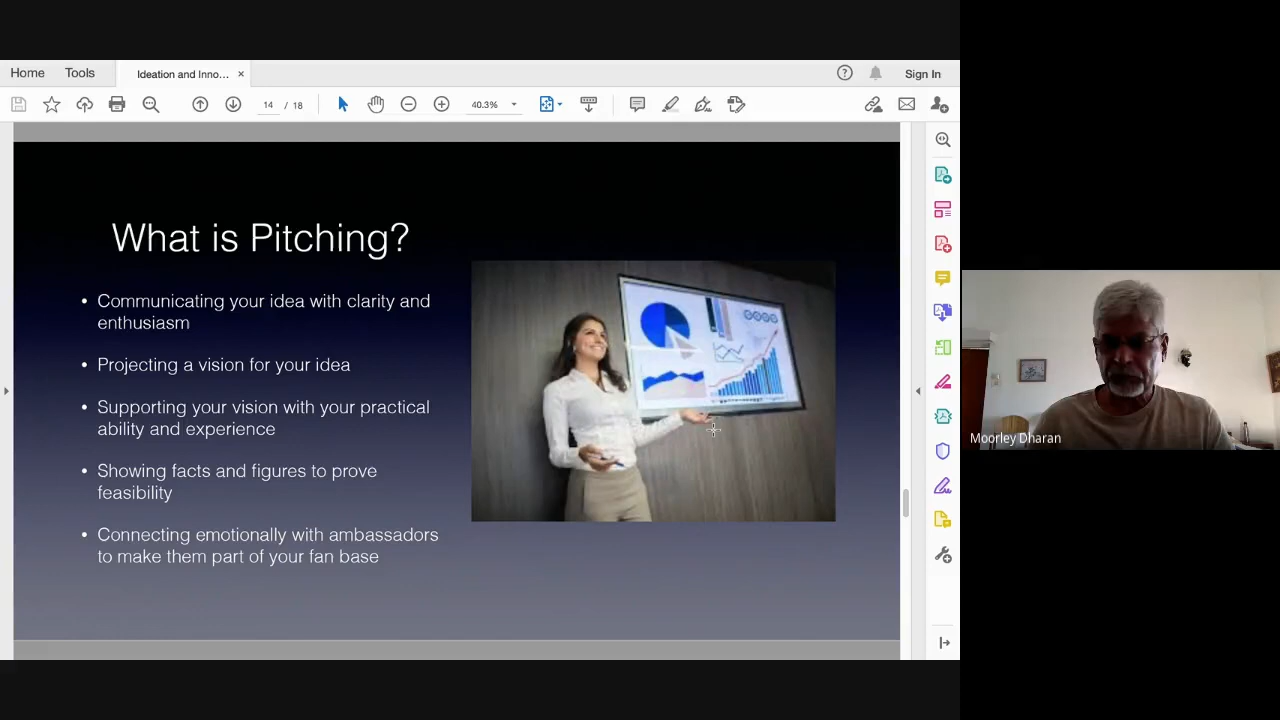 Home
Tools
Ideation and Inno...
×
Sign In
14 / 18
40.3%
What is Pitching?
• Communicating your idea with clarity and
enthusiasm
• Projecting a vision for your idea
• Supporting your vision with your practical
ability and experience
• Showing facts and figures to prove
feasibility
• Connecting emotionally with ambassadors
to make them part of your fan base
Moorley Dharan